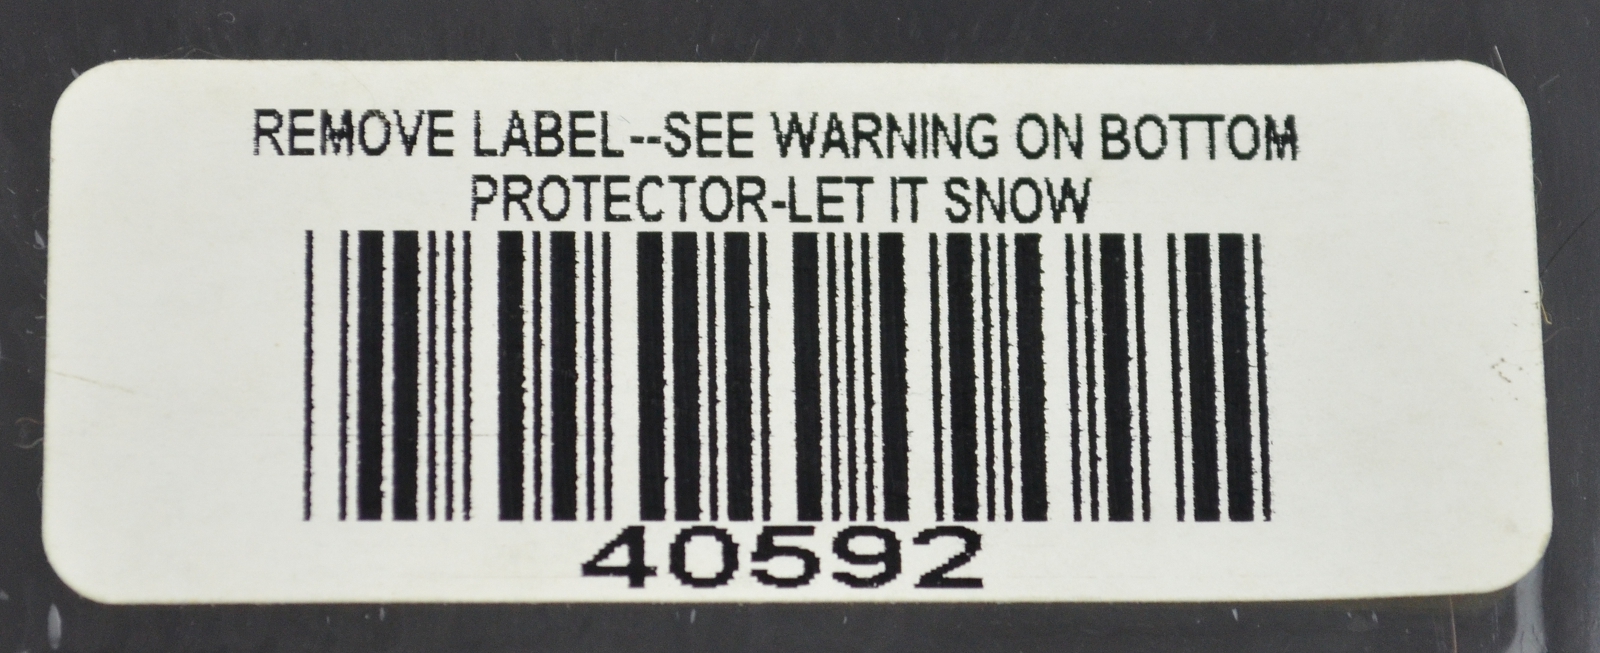 REMOVE LABEL--SEE WARNING ON BOTTOM
PROTECTOR-LET IT SNOW
40592